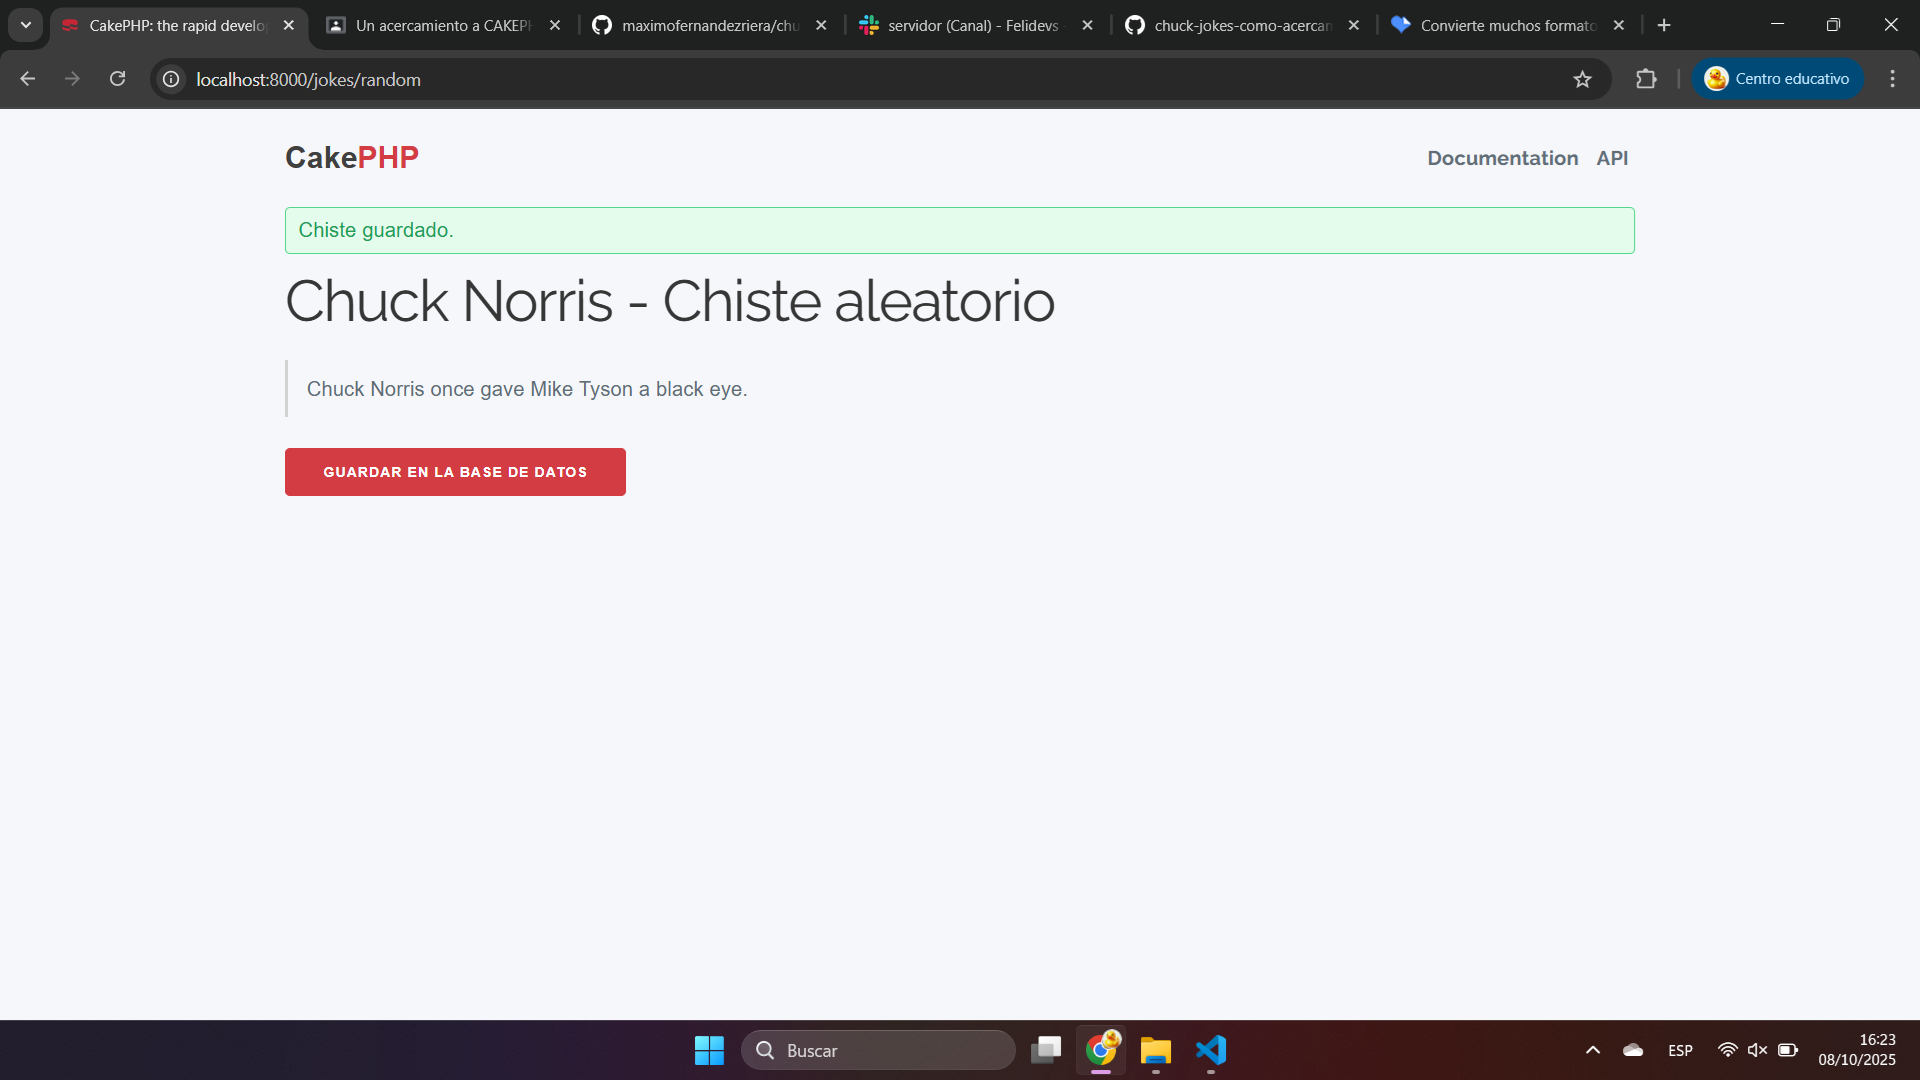 CakePHP: the rapid develo
Un acercamiento a CAKEPH
maximofernandezriera/chu
servidor (Canal) - Felidevs -
chuck-jokes-como-acercam
Convierte muchos formato
localhost:8000/jokes/random
Centro educativo
CakePHP
Documentation API
Chiste guardado.
Chuck Norris - Chiste aleatorio
Chuck Norris once gave Mike Tyson a black eye.
GUARDAR EN LA BASE DE DATOS
Buscar
ESP
16:23
08/10/2025